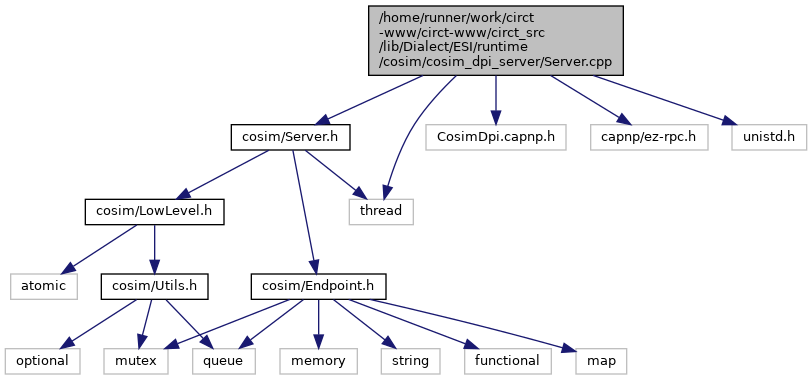 /home/runner/work/circt
-www/circt-www/circt_src
/lib/Dialect/ESI/runtime
/cosim/cosim_dpi_server/Server.cpp
cosim/Server.h
CosimDpi.capnp.h
capnp/ez-rpc.h
unistd.h
cosim/LowLevel.h
thread
atomic
cosim/Utils.h
cosim/Endpoint.h
optional
mutex
queue
memory
string
functional
map